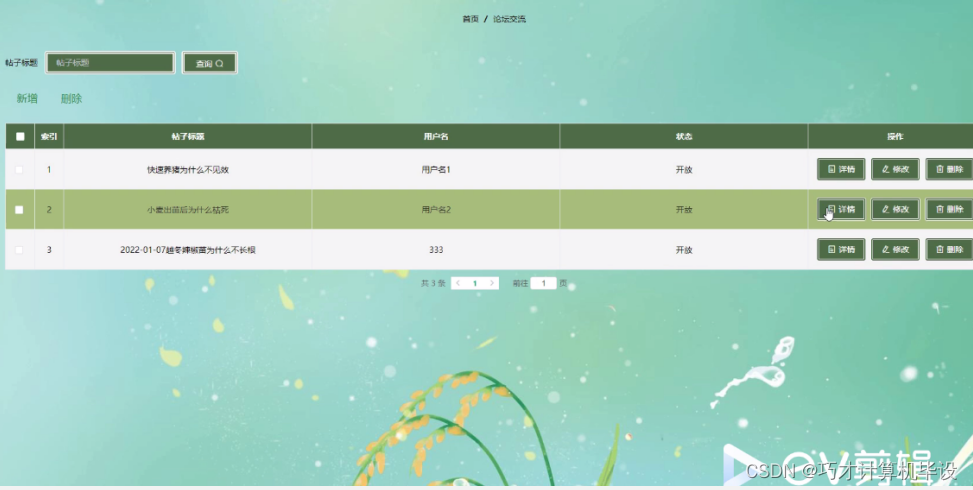 首页 / 论坛交流
帖子标题 帖子标题 查询
新增 删除
索引 帖子标题 用户名 状态 操作
1 快速养猪为什么不见效 用户名1 开放 详情 修改 删除
2 小麦出苗后为什么枯死 用户名2 开放 详情 修改 删除
3 2022-01-07越冬辣椒苗为什么不长根 333 开放 详情 修改 删除
共 3 条 1 前往 1 页
QV剪辑
CSDN @巧才计算机毕设